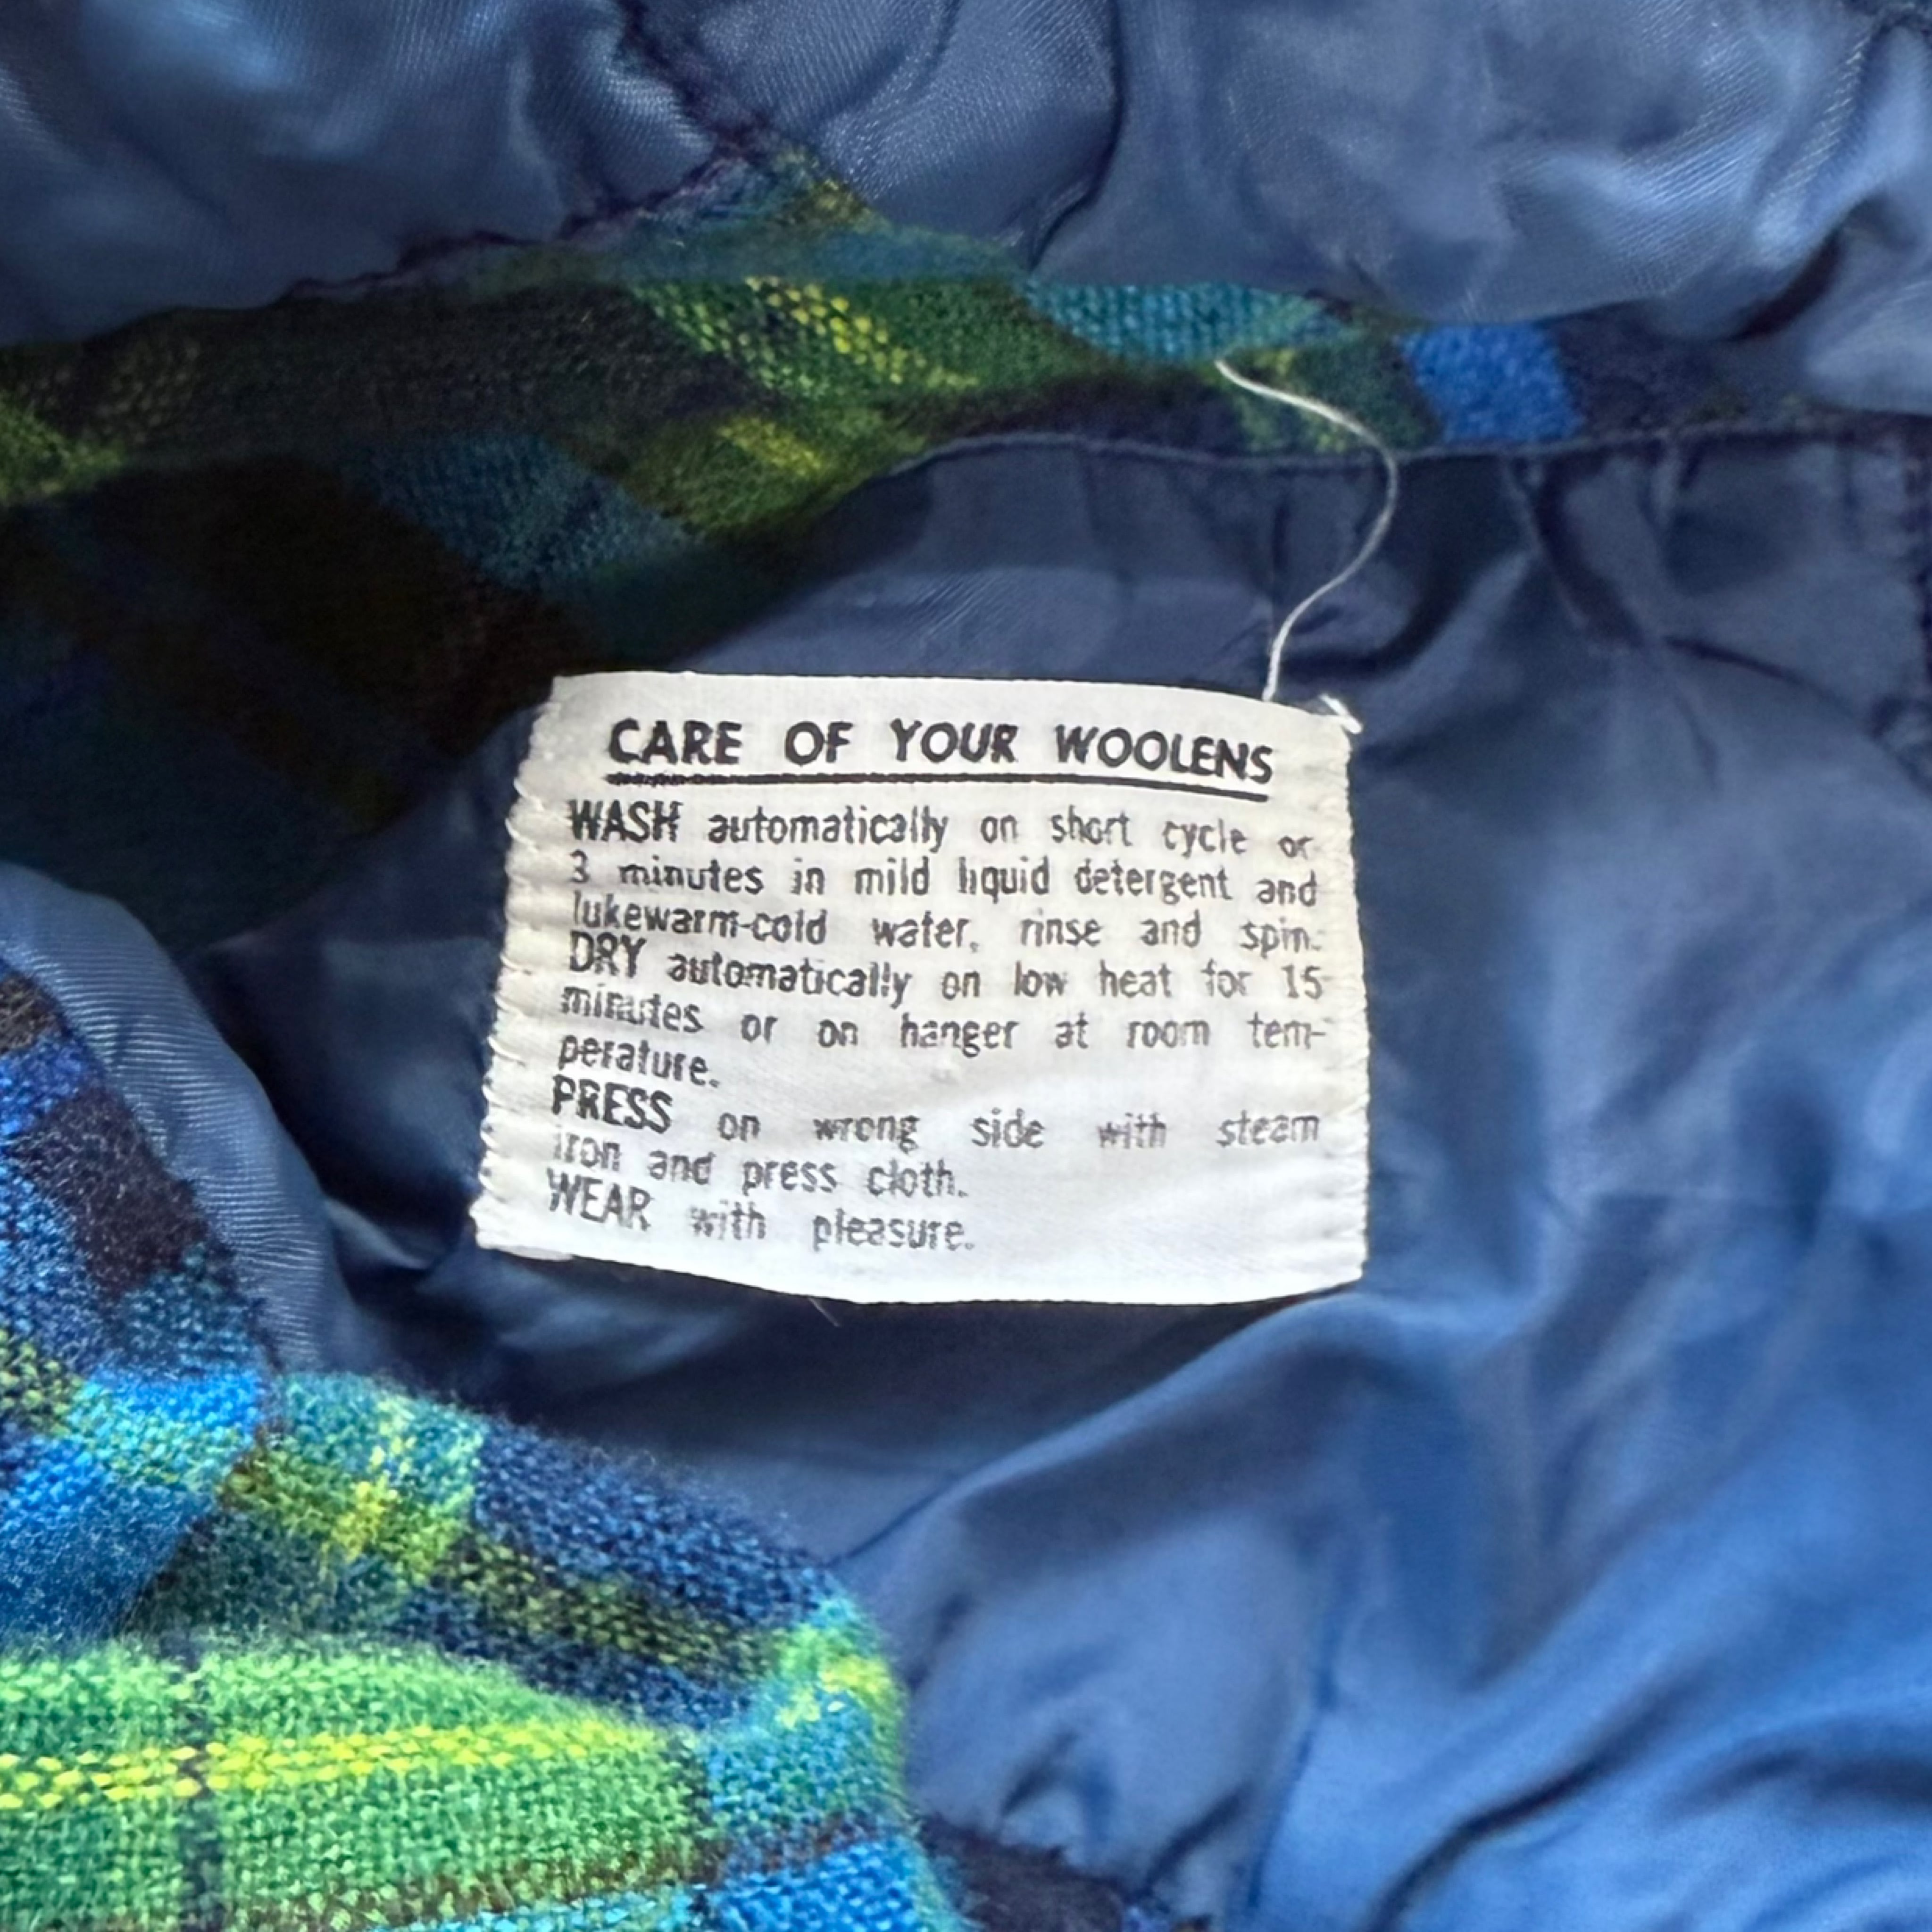 CARE OF YOUR WOOLENS
WASH automatically on short cycle or
3 minutes in mild liquid detergent and
lukewarm-cold water, rinse and spin.
DRY automatically on low heat for 15
minutes or on hanger at room tem-
perature.
PRESS on wrong side with steam
iron and press cloth.
WEAR with pleasure.